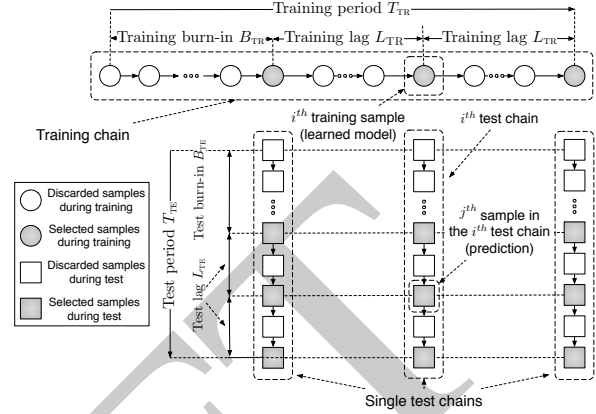 Training period T_TR
Training burn-in B_TR
Training lag L_TR
Training lag L_TR
Training chain
i^th training sample
(learned model)
i^th test chain
Test period T_TE
Test burn-in B_TE
Test lag L_TE
j^th sample in
the i^th test chain
(prediction)
Discarded samples
during training
Selected samples
during training
Discarded samples
during test
Selected samples
during test
Single test chains